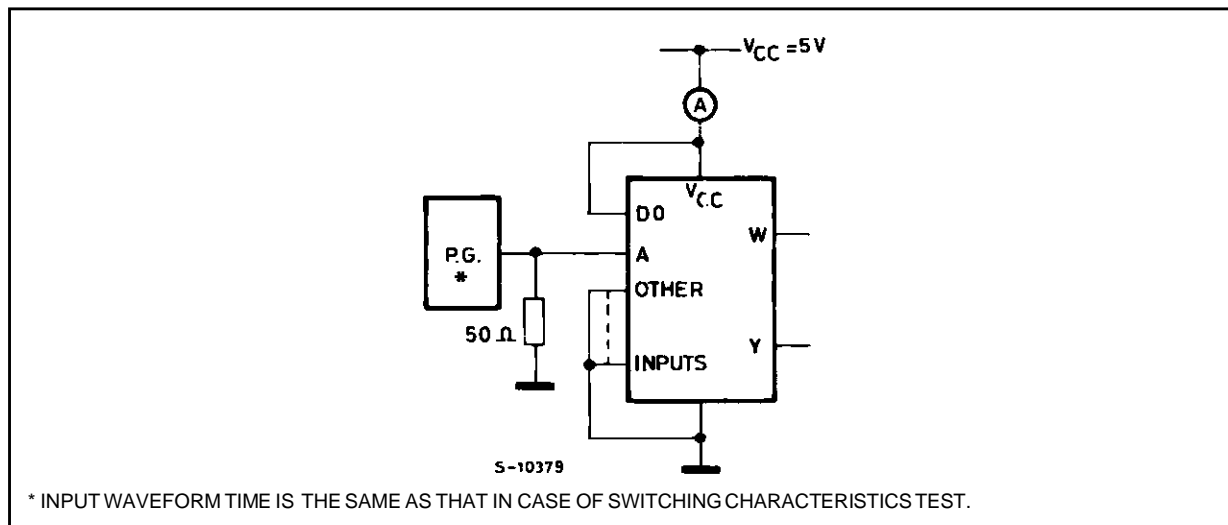 V CC = 5 V
A
V CC
D0
W
P.G.
*
A
OTHER
50 Ω
Y
INPUTS
S-10379
* INPUT WAVEFORM TIME IS THE SAME AS THAT IN CASE OF SWITCHING CHARACTERISTICS TEST.